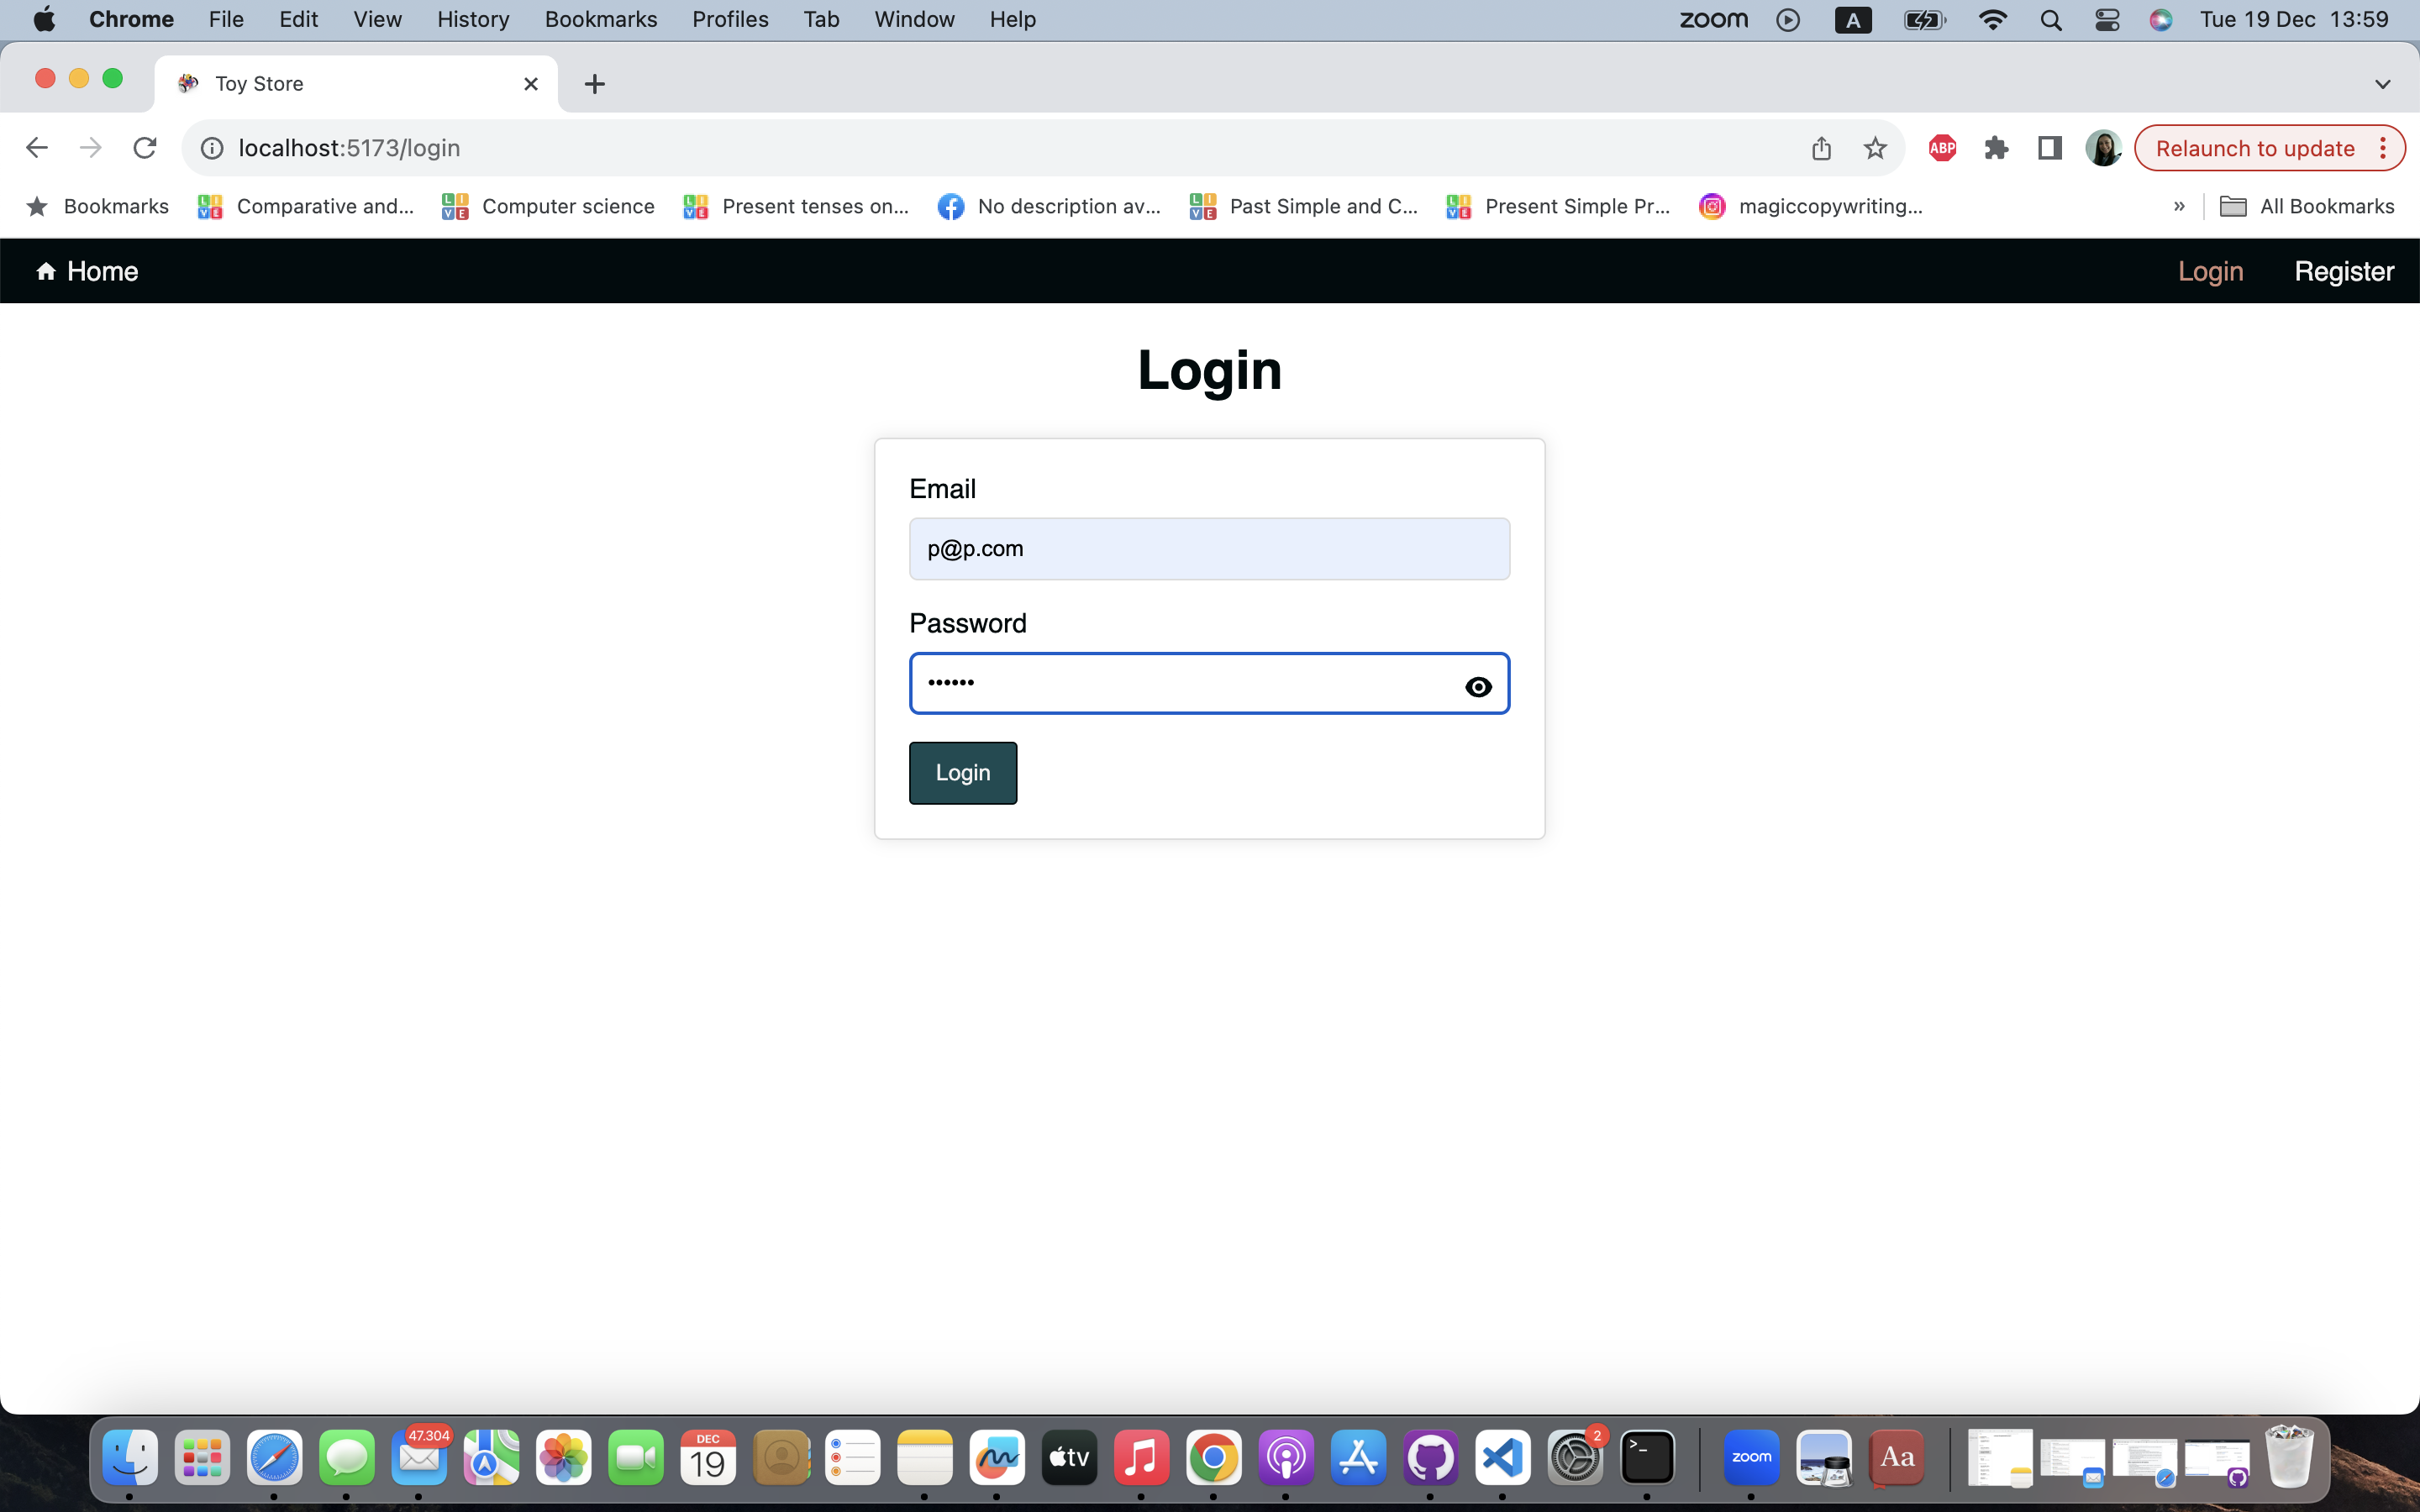 Chrome File Edit View History Bookmarks Profiles Tab Window Help zoom A Tue 19 Dec 13:59
Toy Store
localhost:5173/login ABP Relaunch to update
Bookmarks Comparative and... Computer science Present tenses on... No description av... Past Simple and C... Present Simple Pr... magiccopywriting... » All Bookmarks
Home Login Register
Login
Email
p@p.com
Password
••••••
Login
47.304 DEC 19 tv 2 >_ zoom Aa